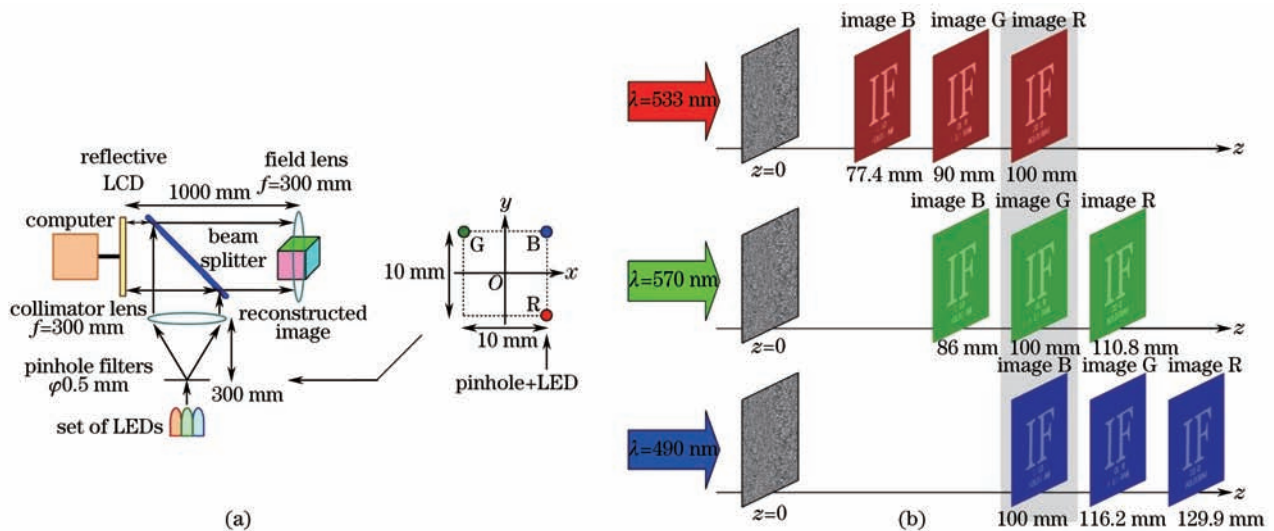 reflective
LCD
1000 mm
field lens
f=300 mm
computer
beam
splitter
collimator lens
f=300 mm
reconstructed
image
pinhole filters
φ0.5 mm
300 mm
set of LEDs
y
G
B
10 mm
O
x
R
10 mm
pinhole+LED
(a)
image B
image G
image R
λ=533 nm
IF
IF
IF
z
z=0
77.4 mm
90 mm
100 mm
image B
image G
image R
λ=570 nm
IF
IF
IF
z
z=0
86 mm
100 mm
110.8 mm
image B
image G
image R
λ=490 nm
IF
IF
IF
z
z=0
100 mm
116.2 mm
129.9 mm
(b)